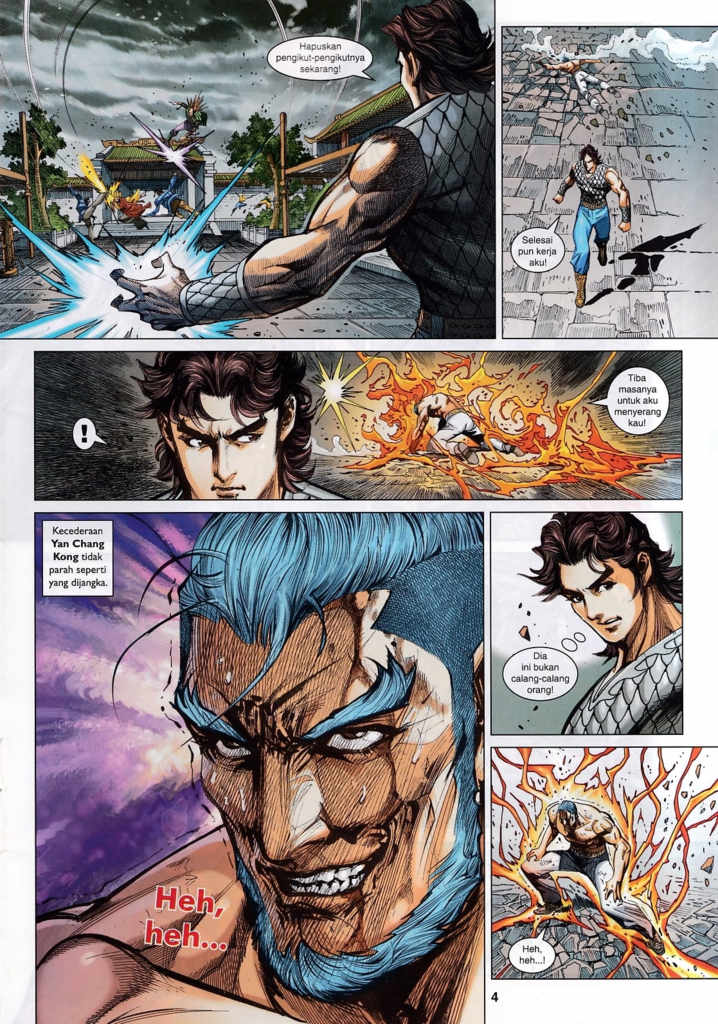 Hapuskan
pengikut-pengikutnya
sekarang!
Selesai
pun kerja
aku!
!
Tiba
masanya
untuk aku
menyerang
kau!
Kecederaan
Yan Chang
Kong tidak
parah seperti
yang dijangka.
Heh,
heh...
Dia
ini bukan
calang-calang
orang!
Heh,
heh...!
4